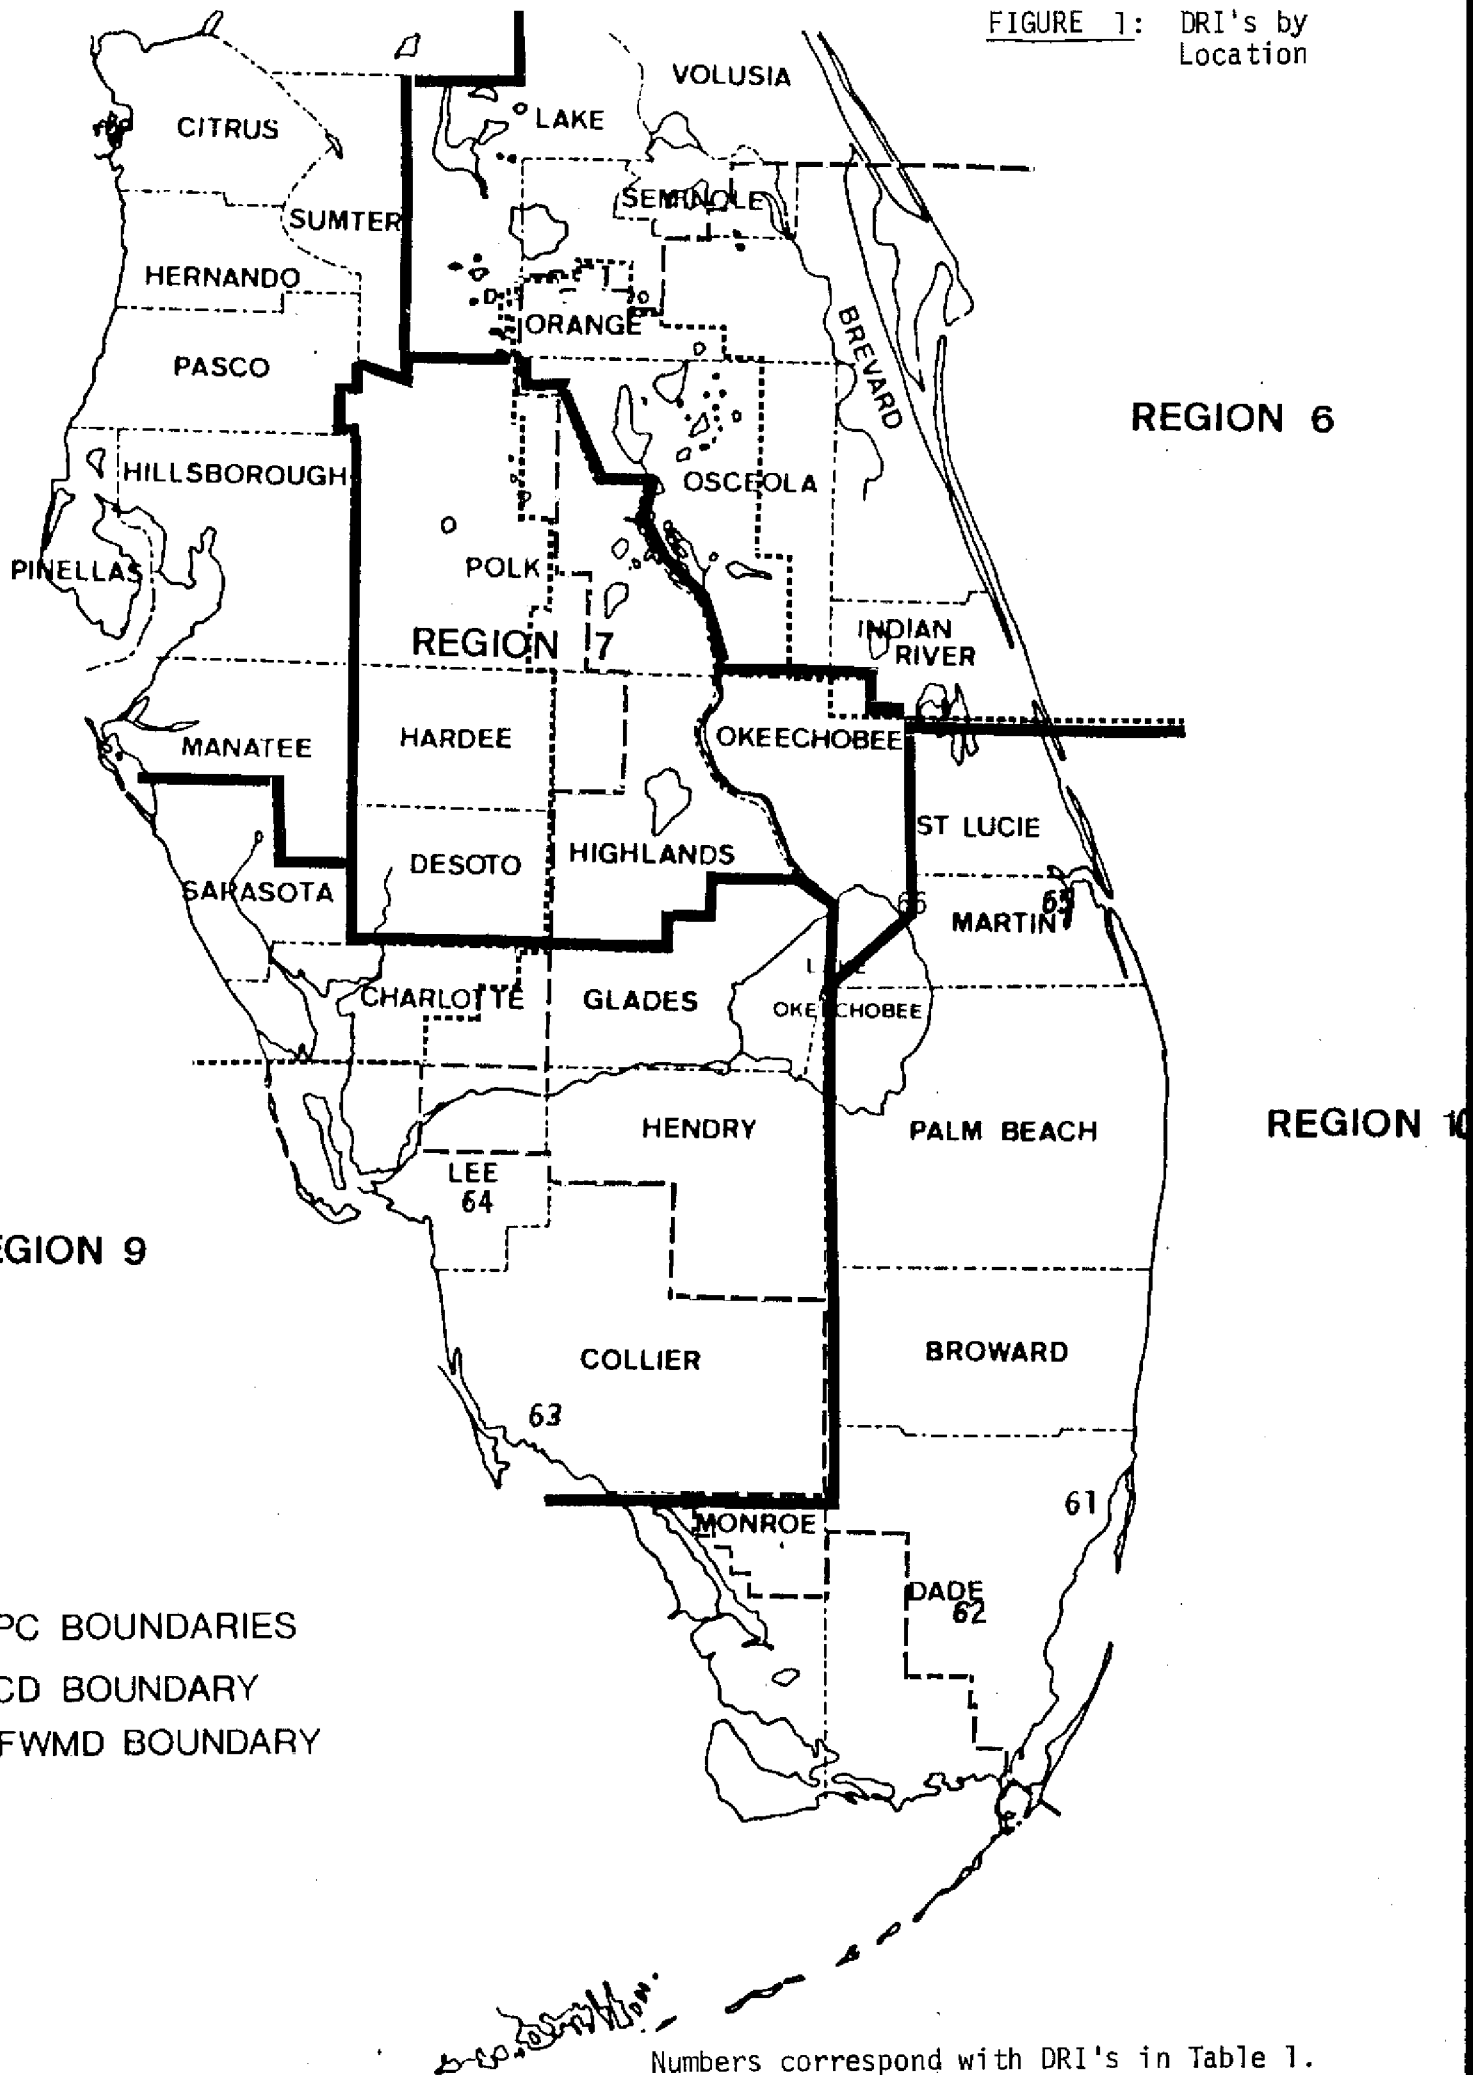 FIGURE 1: DRI's by
Location
VOLUSIA
LAKE
CITRUS
SEMINOLE
SUMTER
HERNANDO
ORANGE
BREVARD
PASCO
REGION 6
HILLSBOROUGH
OSCEOLA
PINELLAS
POLK
INDIAN
RIVER
REGION 7
MANATEE
HARDEE
OKEECHOBEE
ST LUCIE
HIGHLANDS
DESOTO
SARASOTA
66
65
MARTIN
CHARLOTTE
GLADES
OKEECHOBEE
HENDRY
PALM BEACH
REGION 10
LEE
64
EGION 9
COLLIER
BROWARD
63
61
MONROE
DADE
62
PC BOUNDARIES
CD BOUNDARY
FWMD BOUNDARY
Numbers correspond with DRI's in Table 1.